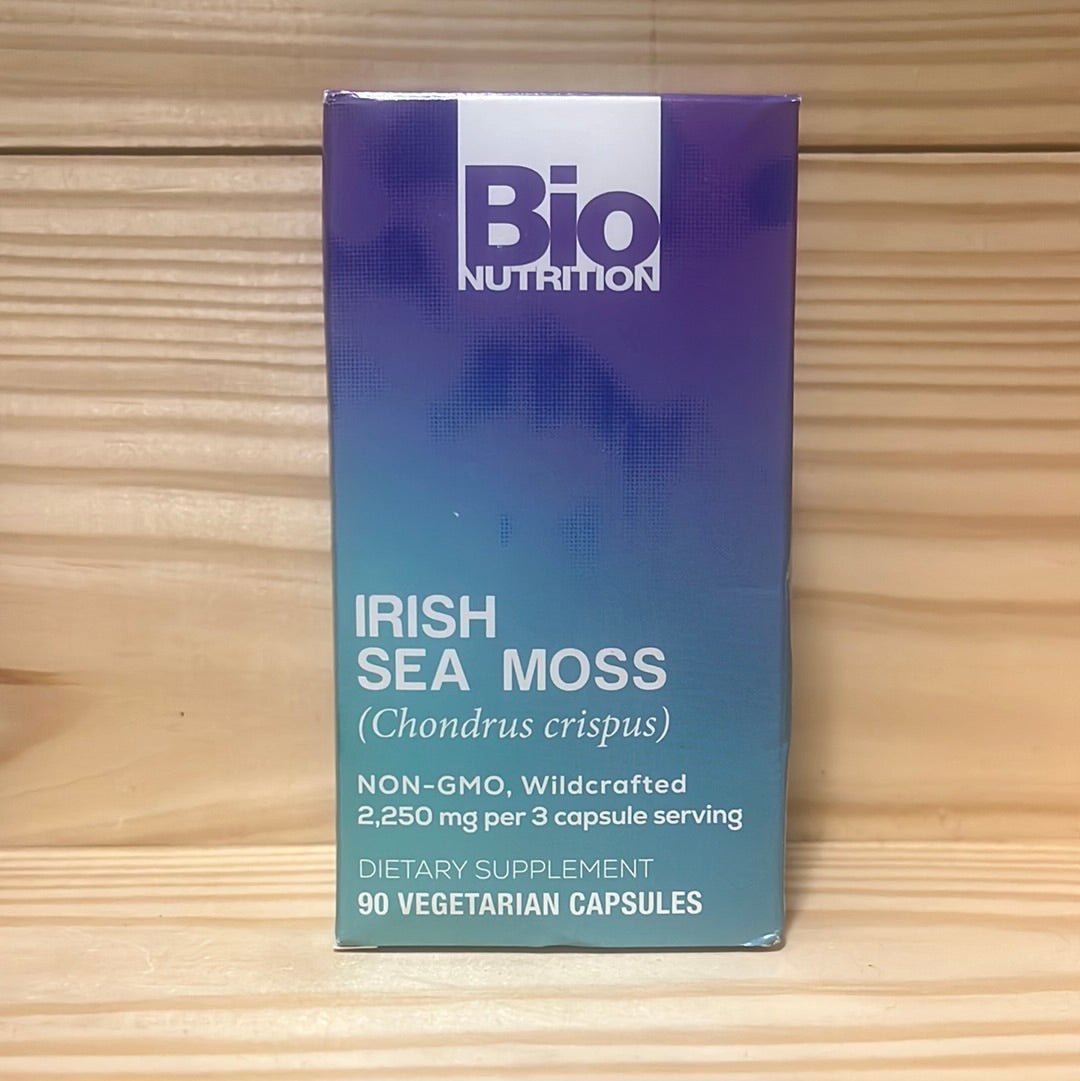 Bio
NUTRITION
IRISH
SEA MOSS
(Chondrus crispus)
NON-GMO, Wildcrafted
2,250 mg per 3 capsule serving
DIETARY SUPPLEMENT
90 VEGETARIAN CAPSULES